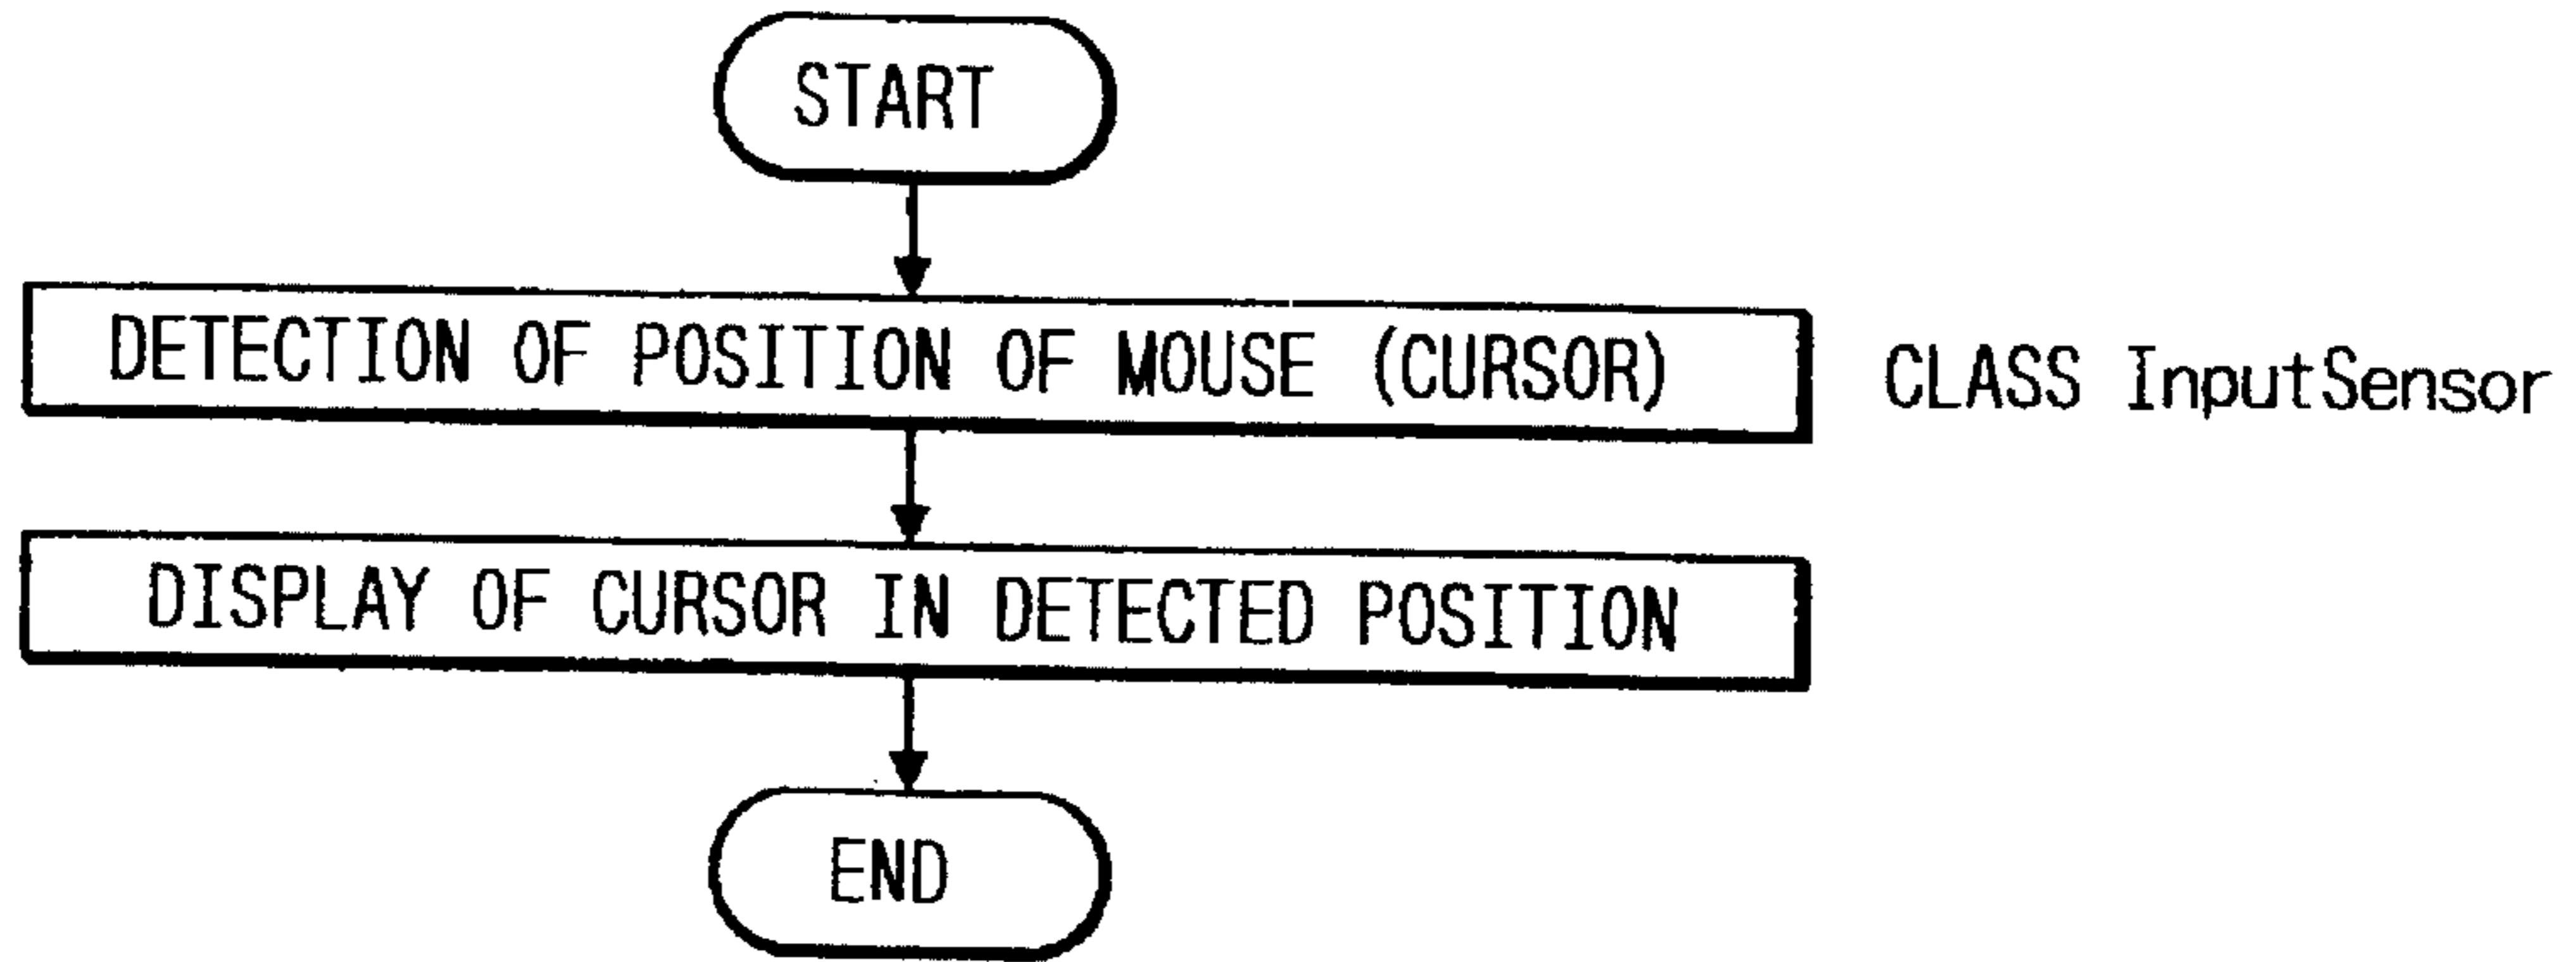 START
DETECTION OF POSITION OF MOUSE (CURSOR)
CLASS InputSensor
DISPLAY OF CURSOR IN DETECTED POSITION
END